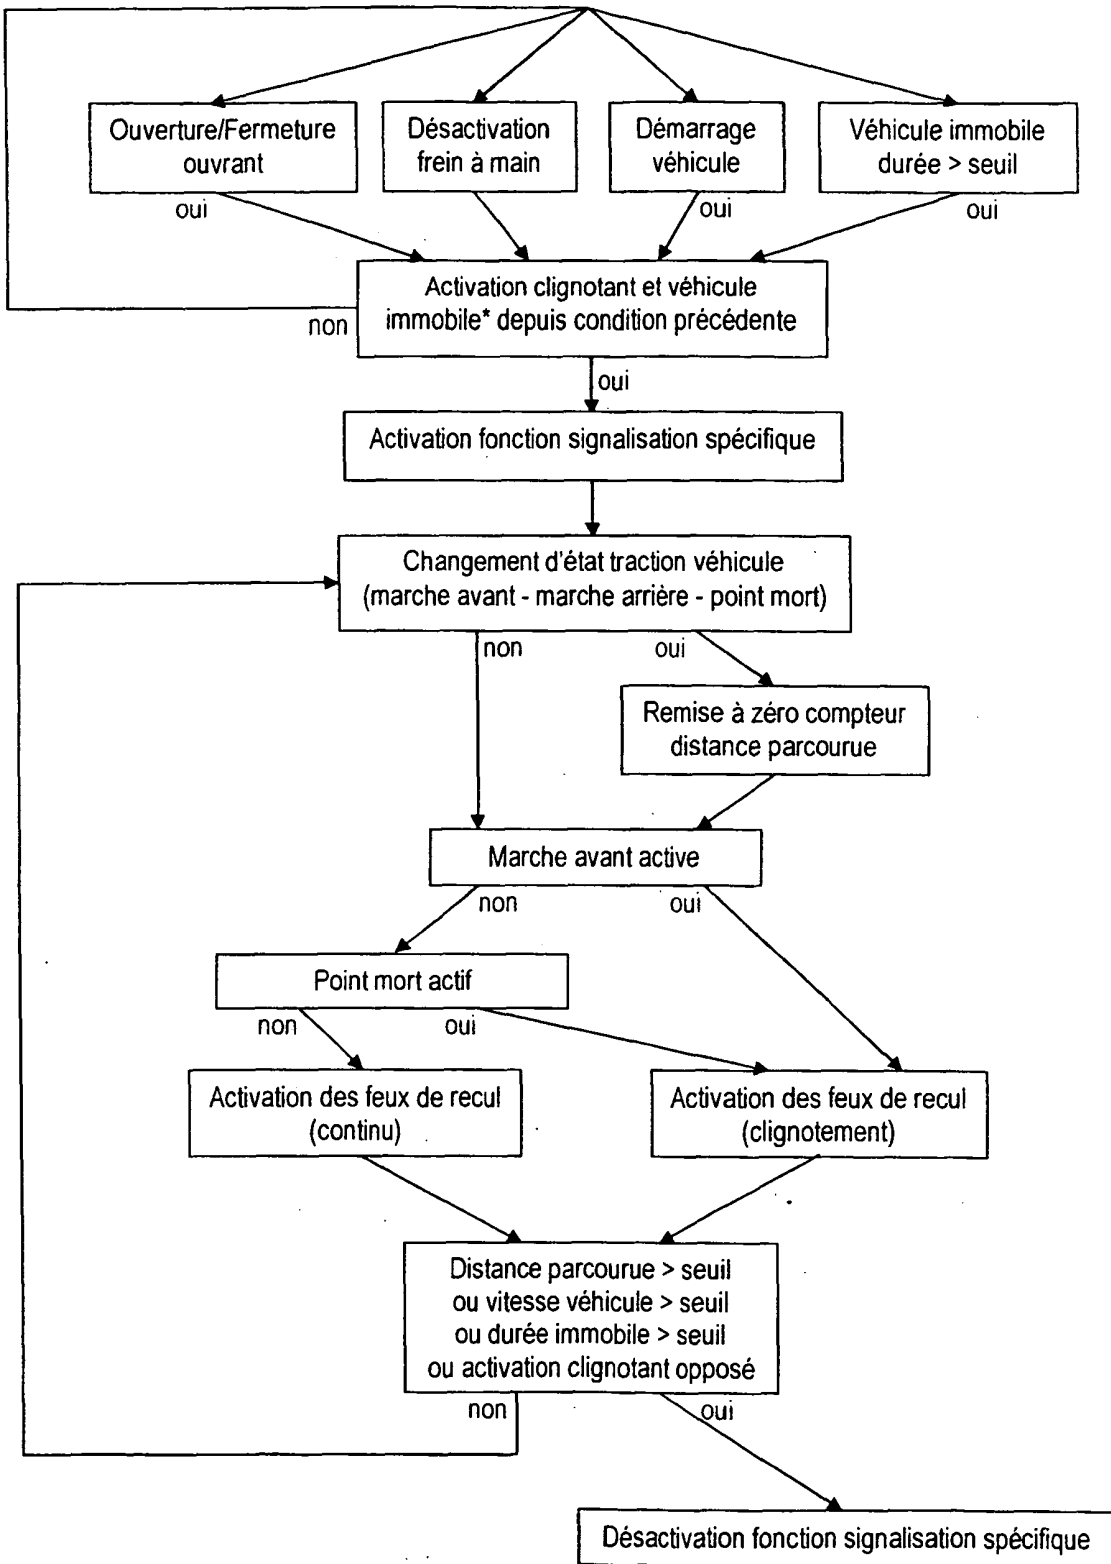 Ouverture/Fermeture
ouvrant
Désactivation
frein à main
Démarrage
véhicule
Véhicule immobile
durée > seuil
oui
oui
oui
Activation clignotant et véhicule
immobile* depuis condition précédente
non
oui
Activation fonction signalisation spécifique
Changement d'état traction véhicule
(marche avant - marche arrière - point mort)
non
oui
Remise à zéro compteur
distance parcourue
Marche avant active
non
oui
Point mort actif
non
oui
Activation des feux de recul
(continu)
Activation des feux de recul
(clignotement)
Distance parcourue > seuil
ou vitesse véhicule > seuil
ou durée immobile > seuil
ou activation clignotant opposé
non
oui
Désactivation fonction signalisation spécifique